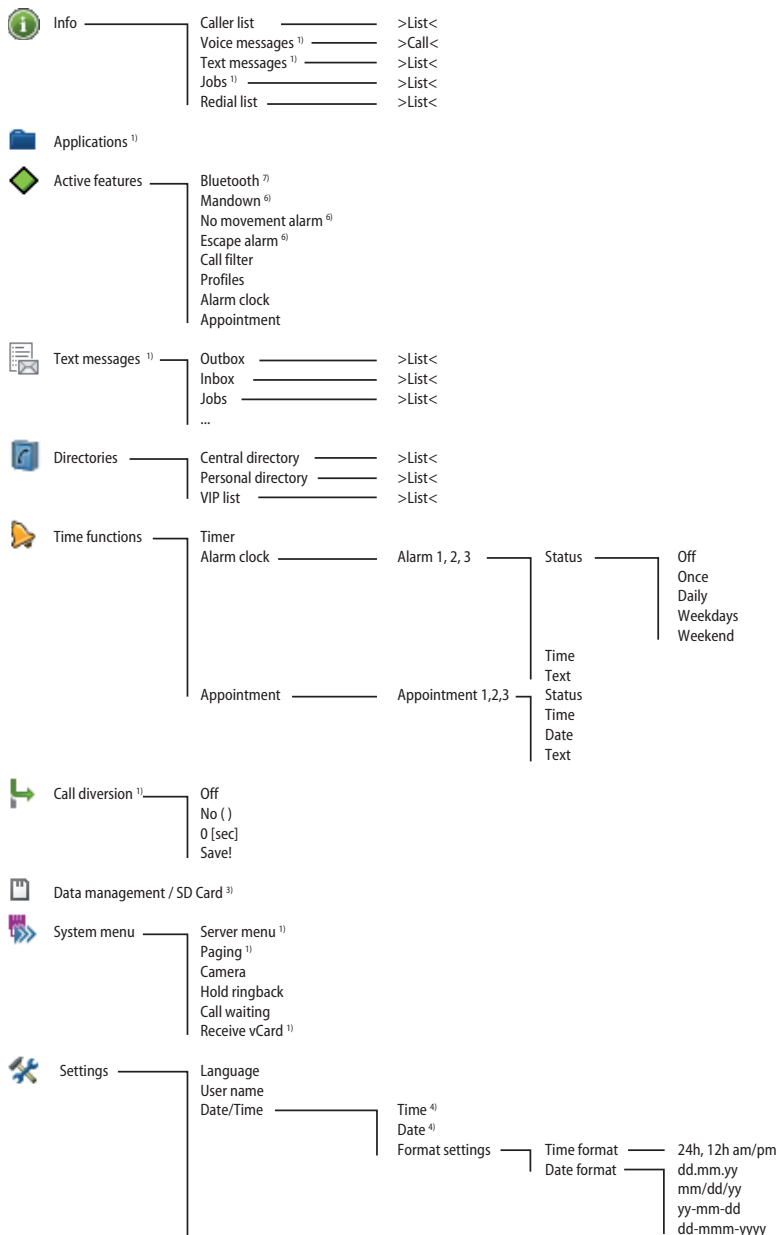 Info Caller list >List<
Voice messages 1) >Call<
Text messages 1) >List<
Jobs 1) >List<
Redial list >List<
Applications 1)
Active features Bluetooth 7)
Mandown 6)
No movement alarm 6)
Escape alarm 6)
Call filter
Profiles
Alarm clock
Appointment
Text messages 1) Outbox >List<
Inbox >List<
Jobs >List<
...
Directories Central directory >List<
Personal directory >List<
VIP list >List<
Time functions Timer
Alarm clock Alarm 1, 2, 3 Status Off
Once
Daily
Weekdays
Weekend
Time
Text
Appointment Appointment 1,2,3 Status
Time
Date
Text
Call diversion 1) Off
No ( )
0 [sec]
Save!
Data management / SD Card 3)
System menu Server menu 1)
Paging 1)
Camera
Hold ringback
Call waiting
Receive vCard 1)
Settings Language
User name
Date/Time Time 4)
Date 4)
Format settings Time format 24h, 12h am/pm
Date format dd.mm.yy
mm/dd/yy
yy-mm-dd
dd-mmm-yyyy